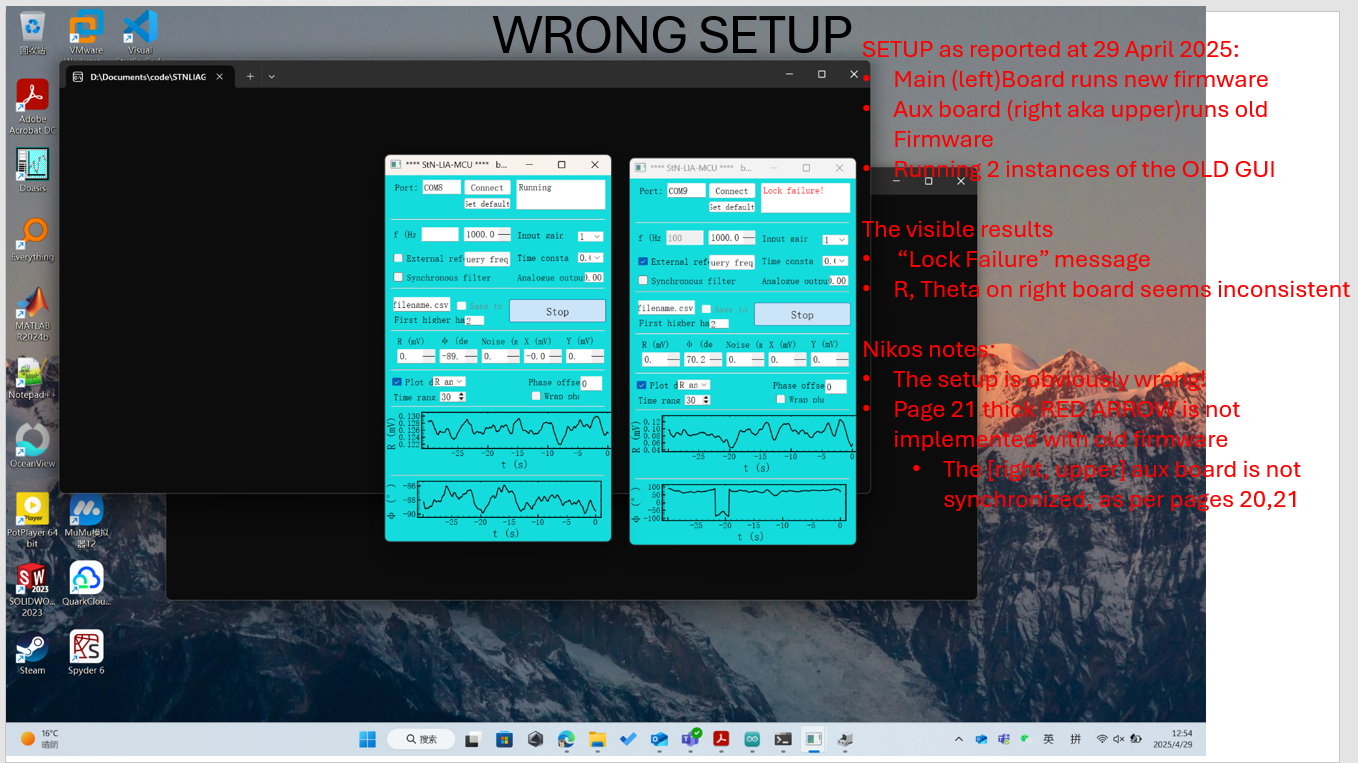 WRONG SETUP
SETUP as reported at 29 April 2025:
• Main (left)Board runs new firmware
• Aux board (right aka upper)runs old
Firmware
• Running 2 instances of the OLD GUI
The visible results
• “Lock Failure” message
• R, Theta on right board seems inconsistent
Nikos notes:
• The setup is obviously wrong!
• Page 21 thick RED ARROW is not
implemented with old firmware
• The [right, upper] aux board is not
synchronized, as per pages 20,21
回收站
VMware
Visual
Adobe
Acrobat DC
Doasis
Everything
MATLAB
R2024b
Notepad++
OceanView
PotPlayer 64
bit
MuMu模拟
器12
SOLIDWO...
2023
QuarkClou...
Steam
Spyder 6
D:\Documents\code\STNLIAG
**** StN-LIA-MCU **** b...
Port: COM8 Connect Running
Set default
f (Hz 1000.0 Input gair 1
External ref uery freq Time consta 0.(
Synchronous filter Analogue outpu 0.00
filename.csv Save to Stop
First higher ha 2
R (mV) Φ (de Noise (s X (mV) Y (mV)
0. -89. 0. -0.0 0.
Plot d R an Phase offse 0
Time rang 30 Wrap pha
R (mV)
0.130
0.128
0.126
0.124
0.122
-25 -20 -15 -10 -5 0
t (s)
Φ (°)
-86
-88
-90
-25 -20 -15 -10 -5 0
t (s)
**** StN-LIA-MCU **** b...
Port: COM9 Connect Lock failure!
Set default
f (Hz 100 1000.0 Input gair 1
External ref uery freq Time consta 0.(
Synchronous filter Analogue outpu 0.00
filename.csv Save to Stop
First higher ha 2
R (mV) Φ (de Noise (s X (mV) Y (mV)
0. 70.2 0. 0. 0.
Plot d R an Phase offse 0
Time rang 30 Wrap pha
R (mV)
0.12
0.10
0.08
0.06
0.04
-25 -20 -15 -10 -5 0
t (s)
Φ (°)
100
50
0
-50
-100
-25 -20 -15 -10 -5 0
t (s)
16°C
晴朗
搜索
英 拼
12:54
2025/4/29